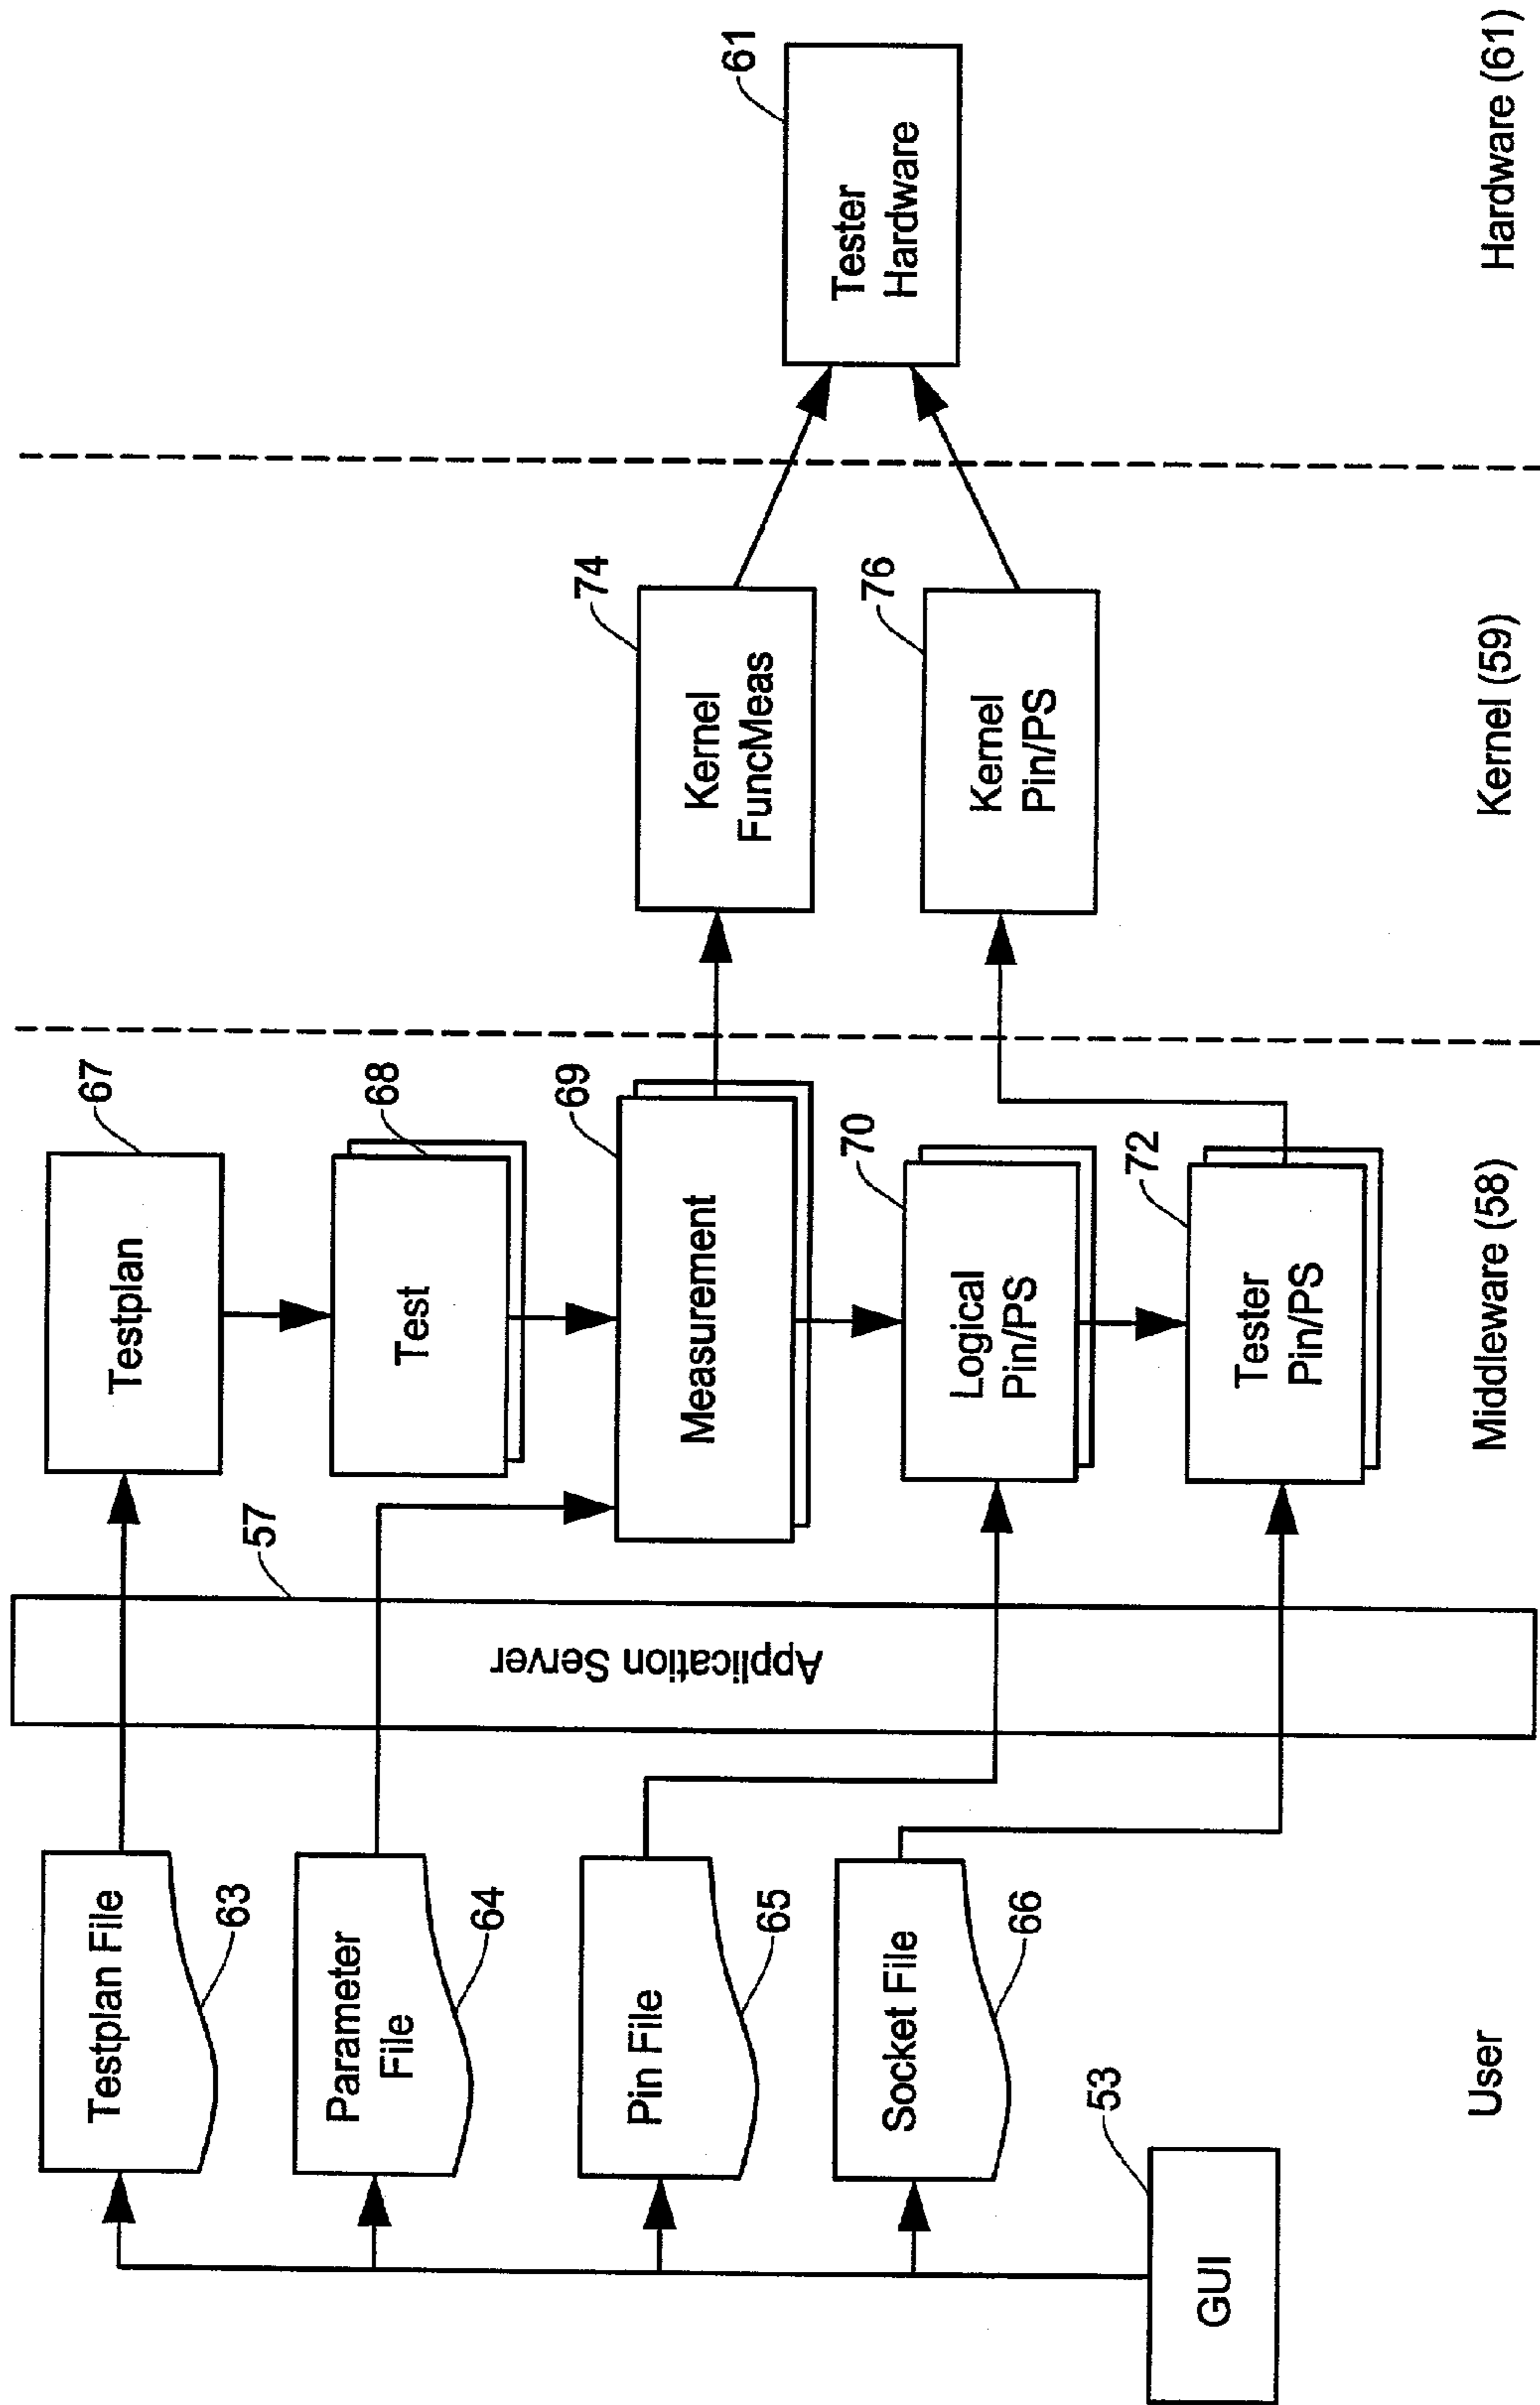 Testplan File
63
Parameter
File
64
Pin File
65
Socket File
66
GUI
53
User
Application Server
57
Testplan
67
Test
68
Measurement
69
Logical
Pin/PS
70
Tester
Pin/PS
72
Middleware (58)
Kernel
FuncMeas
74
Kernel
Pin/PS
76
Kernel (59)
Tester
Hardware
61
Hardware (61)